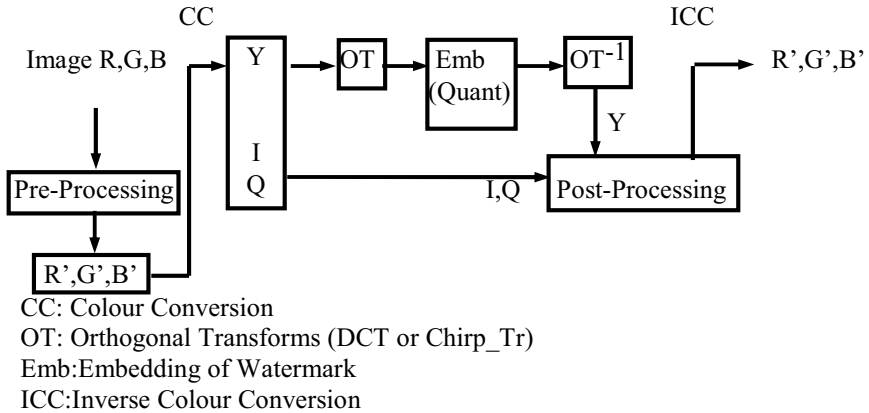 CC
ICC
Image R,G,B
Y
OT
Emb
(Quant)
OT-1
R’,G’,B’
Y
I
Q
I,Q
Pre-Processing
Post-Processing
R’,G’,B’
CC: Colour Conversion
OT: Orthogonal Transforms (DCT or Chirp_Tr)
Emb:Embedding of Watermark
ICC:Inverse Colour Conversion